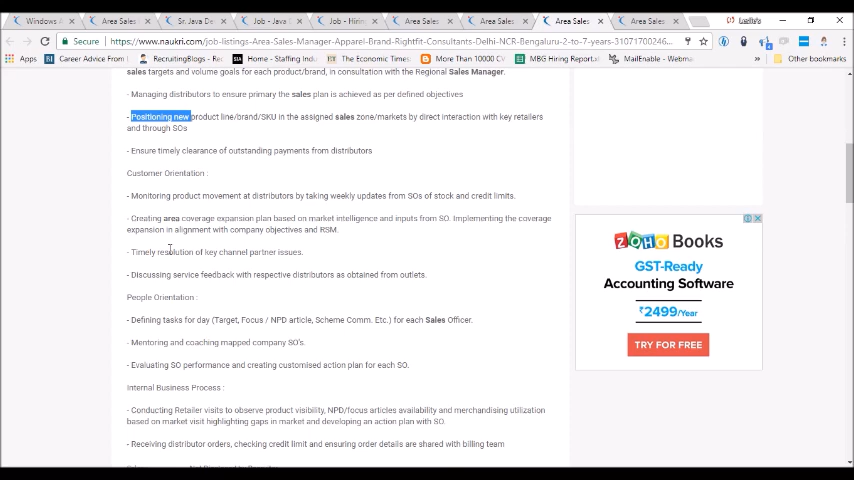 Windows A
Area Sales
Sr. Java De
Job - Java (
Job - Hirin
Area Sales
Area Sales
Area Sales
Area Sales
Secure https://www.naukri.com/job-listings-Area-Sales-Manager-Apparel-Brand-Rightfit-Consultants-Delhi-NCR-Bengaluru-2-to-7-years-31071700246...
Apps Career Advice From RecruitingBlogs - Rec Home - Staffing Indu The Economic Times: More Than 10000 CV MBG Hiring Report.xl MailEnable - Webma » Other bookmarks
sales targets and volume goals for each product/brand, in consultation with the Regional Sales Manager.
- Managing distributors to ensure primary the sales plan is achieved as per defined objectives
- Positioning new product line/brand/SKU in the assigned sales zone/markets by direct interaction with key retailers
and through SOs
- Ensure timely clearance of outstanding payments from distributors
Customer Orientation :
- Monitoring product movement at distributors by taking weekly updates from SOs of stock and credit limits.
- Creating area coverage expansion plan based on market intelligence and inputs from SO. Implementing the coverage
expansion in alignment with company objectives and RSM.
- Timely resolution of key channel partner issues.
- Discussing service feedback with respective distributors as obtained from outlets.
People Orientation :
- Defining tasks for day (Target, Focus / NPD article, Scheme Comm. Etc.) for each Sales Officer.
- Mentoring and coaching mapped company SO's.
- Evaluating SO performance and creating customised action plan for each SO.
Internal Business Process :
- Conducting Retailer visits to observe product visibility, NPD/focus articles availability and merchandising utilization
based on market visit highlighting gaps in market and developing an action plan with SO.
- Receiving distributor orders, checking credit limit and ensuring order details are shared with billing team
ZOHO Books
GST-Ready
Accounting Software
₹2499/Year
TRY FOR FREE